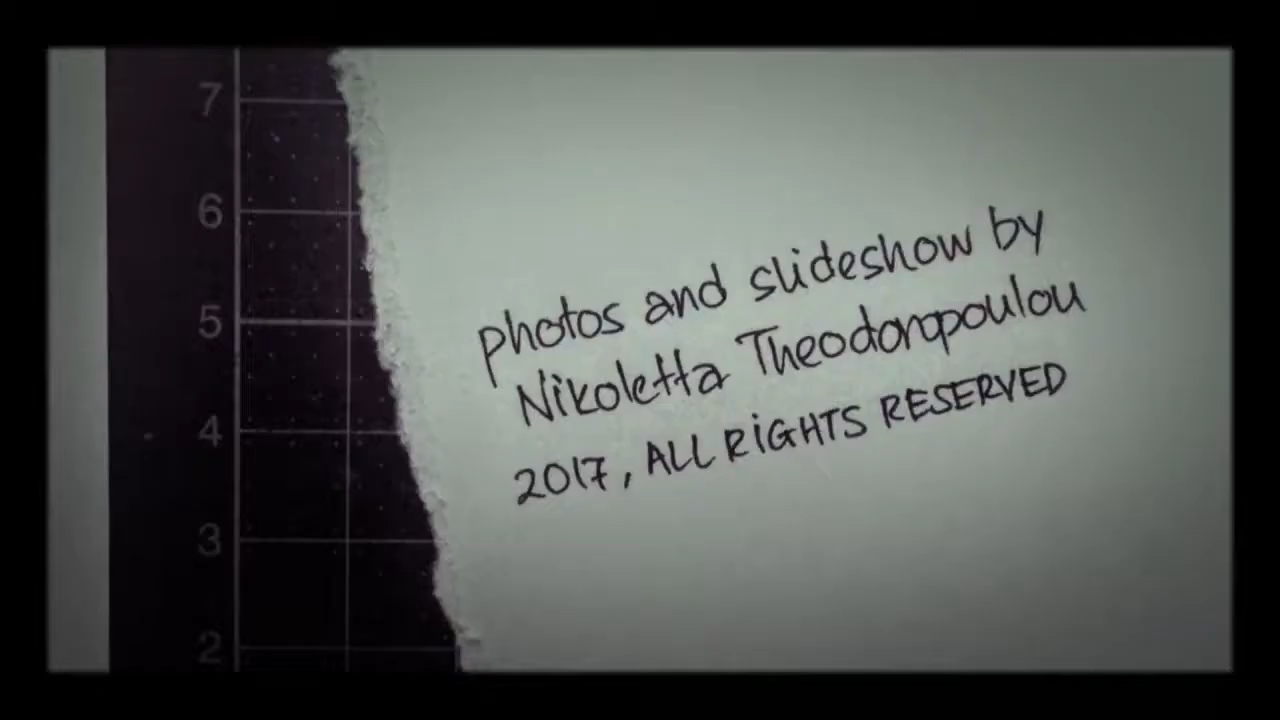 7
6
5
4
3
2
photos and slideshow by
Nikoletta Theodoropoulou
2017, ALL RiGHTS RESERVED